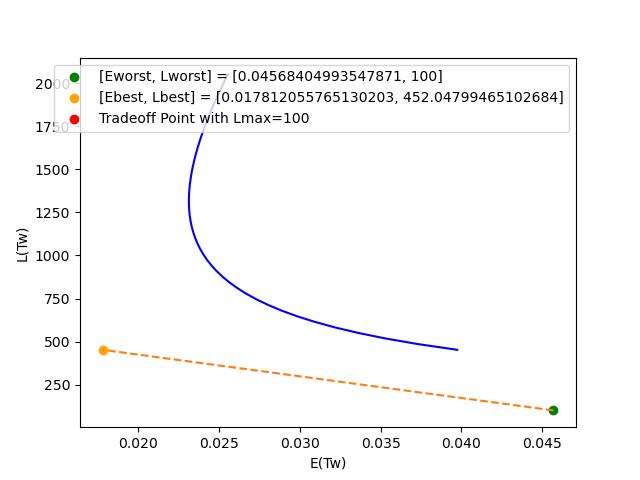 [Eworst, Lworst] = [0.04568404993547871, 100]
[Ebest, Lbest] = [0.017812055765130203, 452.04799465102684]
Tradeoff Point with Lmax=100
2000
1750
1500
1250
1000
750
500
250
L(Tw)
0.020 0.025 0.030 0.035 0.040 0.045
E(Tw)